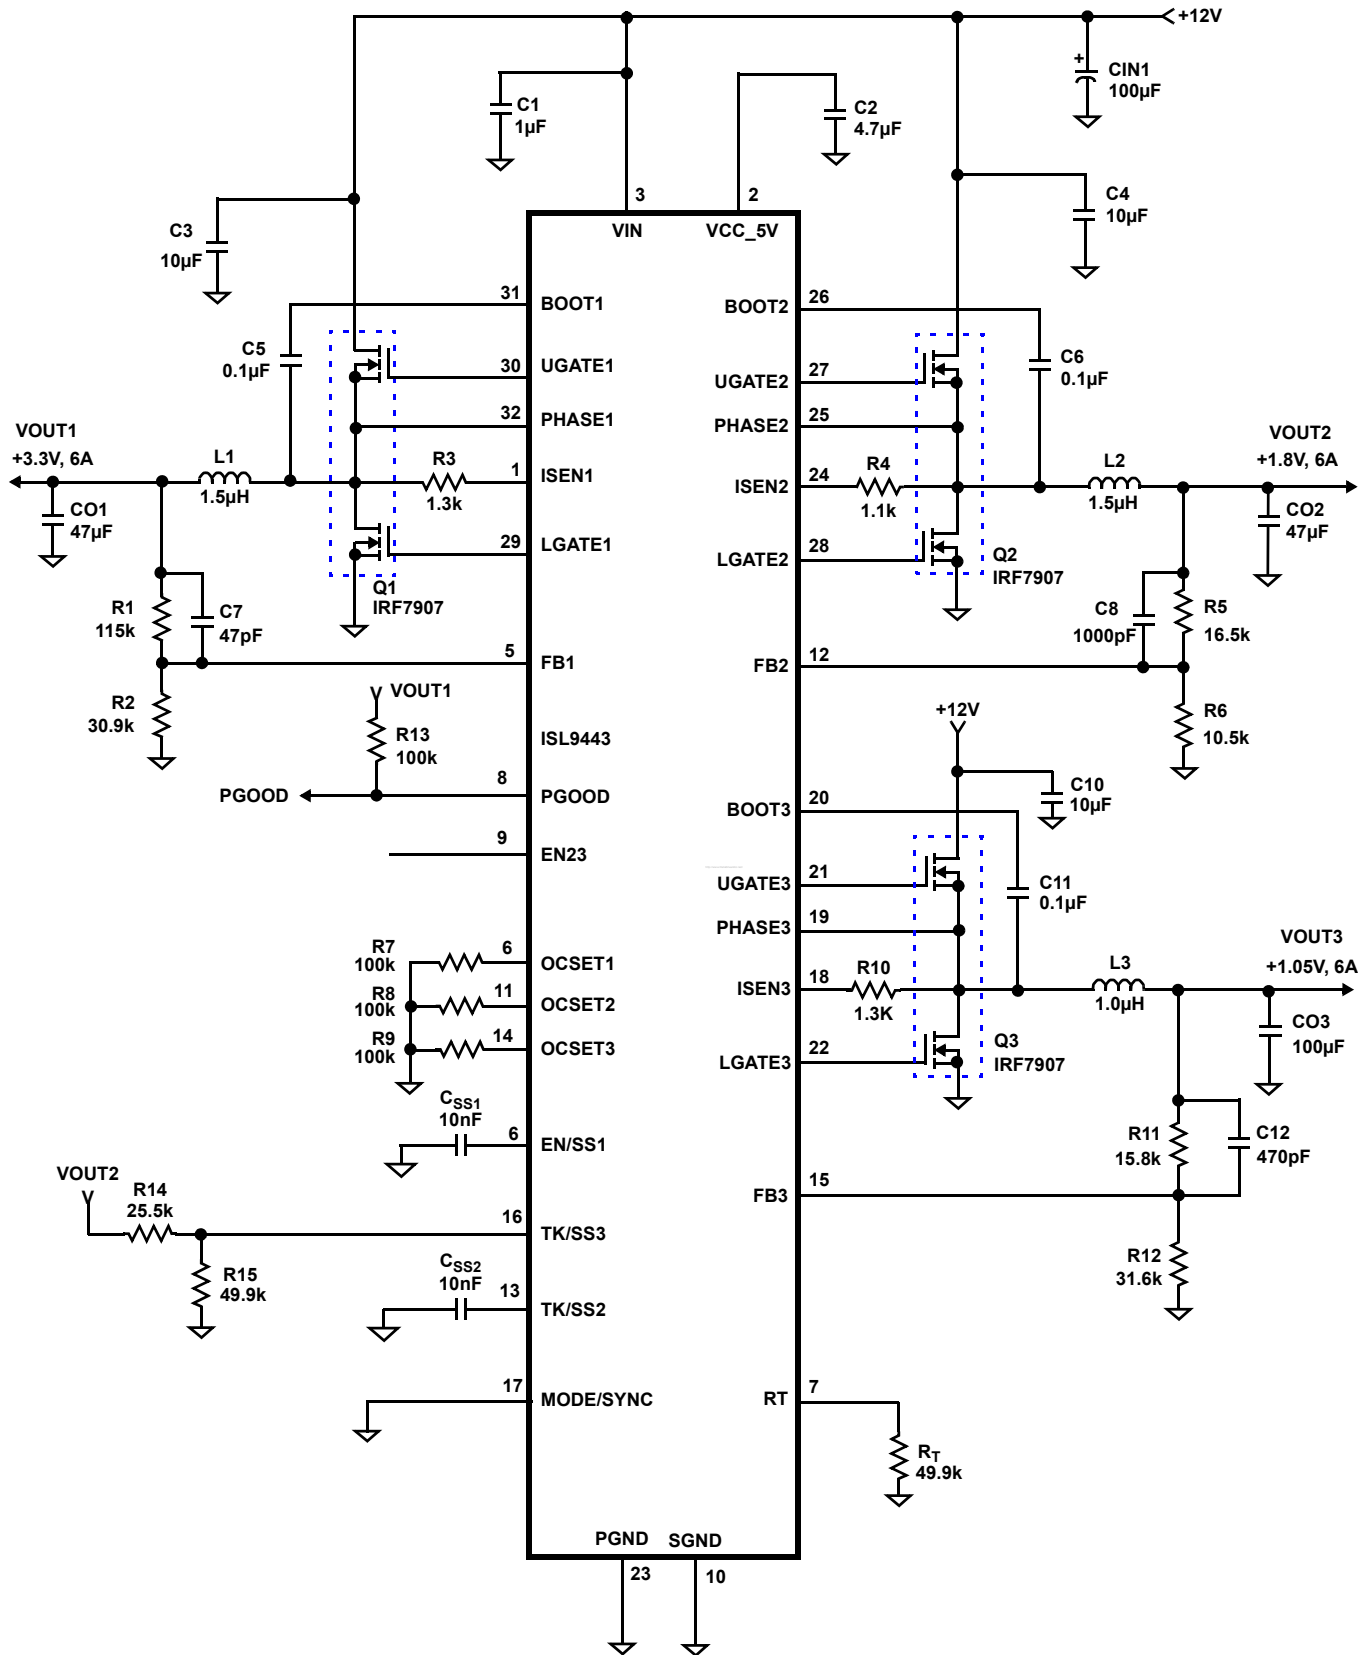 +12V
CIN1
100µF
C1
1µF
C2
4.7µF
3
2
VIN
VCC_5V
C3
10µF
C4
10µF
31
BOOT1
BOOT2
26
C5
0.1µF
C6
0.1µF
30
UGATE1
UGATE2
27
32
PHASE1
PHASE2
25
VOUT1
+3.3V, 6A
L1
1.5µH
R3
1.3k
1
ISEN1
ISEN2
24
R4
1.1k
L2
1.5µH
VOUT2
+1.8V, 6A
CO1
47µF
CO2
47µF
29
LGATE1
LGATE2
28
Q1
IRF7907
Q2
IRF7907
R1
115k
C7
47pF
C8
1000pF
R5
16.5k
5
FB1
FB2
12
R2
30.9k
R6
10.5k
VOUT1
R13
100k
ISL9443
+12V
PGOOD
8
PGOOD
C10
10µF
BOOT3
20
9
EN23
UGATE3
21
C11
0.1µF
PHASE3
19
R7
100k
6
OCSET1
ISEN3
18
R10
1.3K
L3
1.0µH
VOUT3
+1.05V, 6A
R8
100k
11
OCSET2
R9
100k
14
OCSET3
LGATE3
22
Q3
IRF7907
CO3
100µF
CSS1
10nF
6
EN/SS1
R11
15.8k
C12
470pF
VOUT2
R14
25.5k
FB3
15
16
TK/SS3
R15
49.9k
CSS2
10nF
13
TK/SS2
R12
31.6k
17
MODE/SYNC
RT
7
RT
49.9k
PGND
SGND
23
10